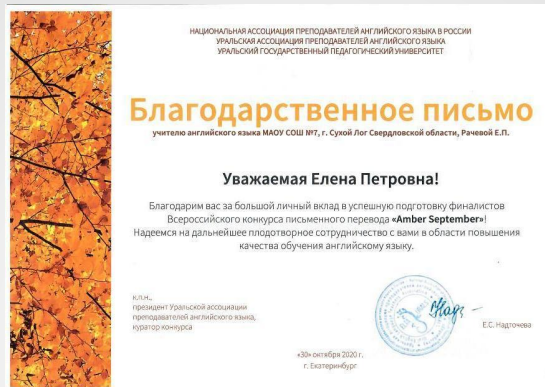 НАЦИОНАЛЬНАЯ АССОЦИАЦИЯ ПРЕПОДАВАТЕЛЕЙ АНГЛИЙСКОГО ЯЗЫКА В РОССИИ
УРАЛЬСКАЯ АССОЦИАЦИЯ ПРЕПОДАВАТЕЛЕЙ АНГЛИЙСКОГО ЯЗЫКА
УРАЛЬСКИЙ ГОСУДАРСТВЕННЫЙ ПЕДАГОГИЧЕСКИЙ УНИВЕРСИТЕТ
Благодарственное письмо
учителю английского языка МАОУ СОШ №7, г. Сухой Лог Свердловской области, Рачевой Е.П.
Уважаемая Елена Петровна!
Благодарим вас за большой личный вклад в успешную подготовку финалистов
Всероссийского конкурса письменного перевода «Amber September»!
Надеемся на дальнейшее плодотворное сотрудничество с вами в области повышения
качества обучения английскому языку.
к.п.н.,
президент Уральской ассоциации
преподавателей английского языка,
куратор конкурса
Е.С. Надточева
«30» октября 2020 г.
г. Екатеринбург